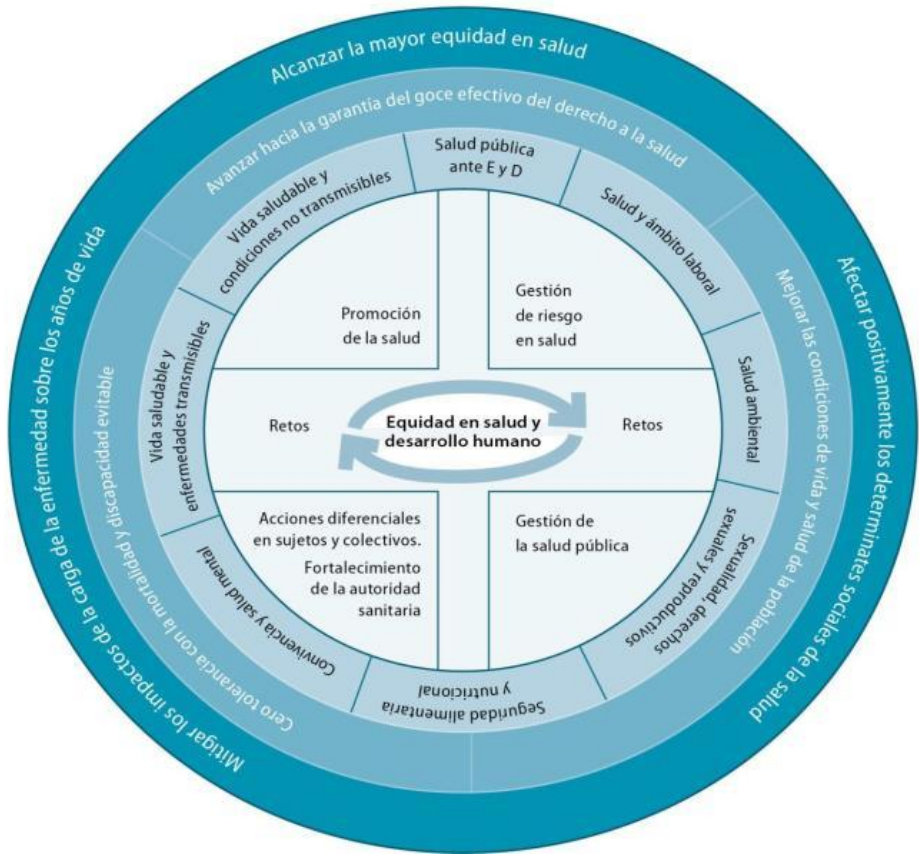 Alcanzar la mayor equidad en salud
Avanzar hacia la garantía del goce efectivo del derecho a la salud
Salud pública
ante E y D
Salud y ámbito laboral
Salud ambiental
Sexualidad, derechos
sexuales y reproductivos
Seguridad alimentaria
y nutricional
Convivencia y salud mental
Vida saludable y
enfermedades transmisibles
Vida saludable y
condiciones no transmisibles
Afectar positivamente los determinates sociales de la salud
Mejorar las condiciones de vida y salud de la población
Mitigar los impactos de la carga de la enfermedad sobre los años de vida
Cero tolerancia con la mortalidad y discapacidad evitable
Promoción
de la salud
Gestión
de riesgo
en salud
Retos
Equidad en salud y
desarrollo humano
Retos
Acciones diferenciales
en sujetos y colectivos.
Fortalecimiento
de la autoridad
sanitaria
Gestión de
la salud pública